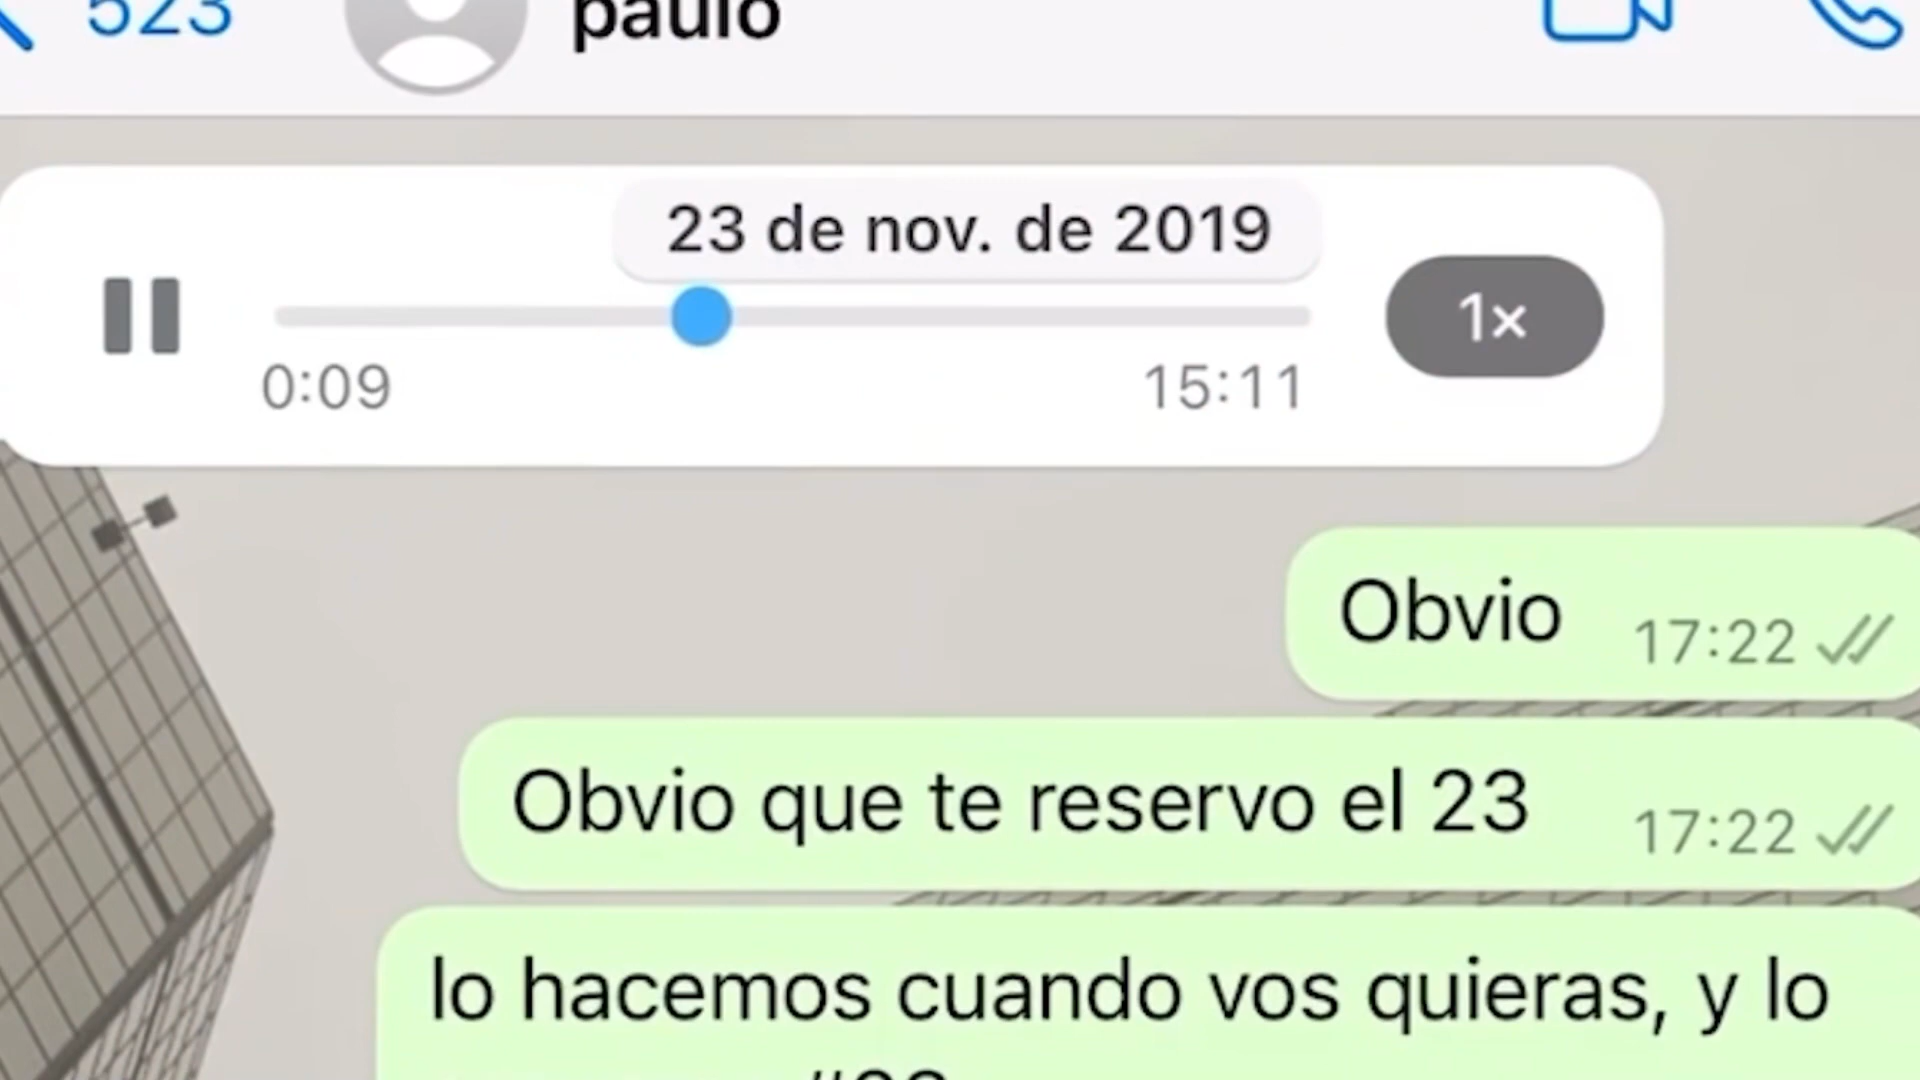 523
paulo
23 de nov. de 2019
1x
0:09
15:11
Obvio 17:22
Obvio que te reservo el 23 17:22
lo hacemos cuando vos quieras, y lo